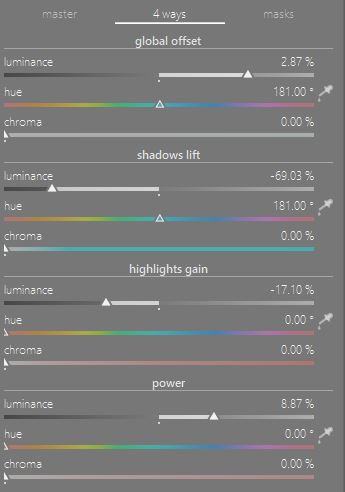 master 4 ways masks
global offset
luminance 2.87 %
hue 181.00 °
chroma 0.00 %
shadows lift
luminance -69.03 %
hue 181.00 °
chroma 0.00 %
highlights gain
luminance -17.10 %
hue 0.00 °
chroma 0.00 %
power
luminance 8.87 %
hue 0.00 °
chroma 0.00 %